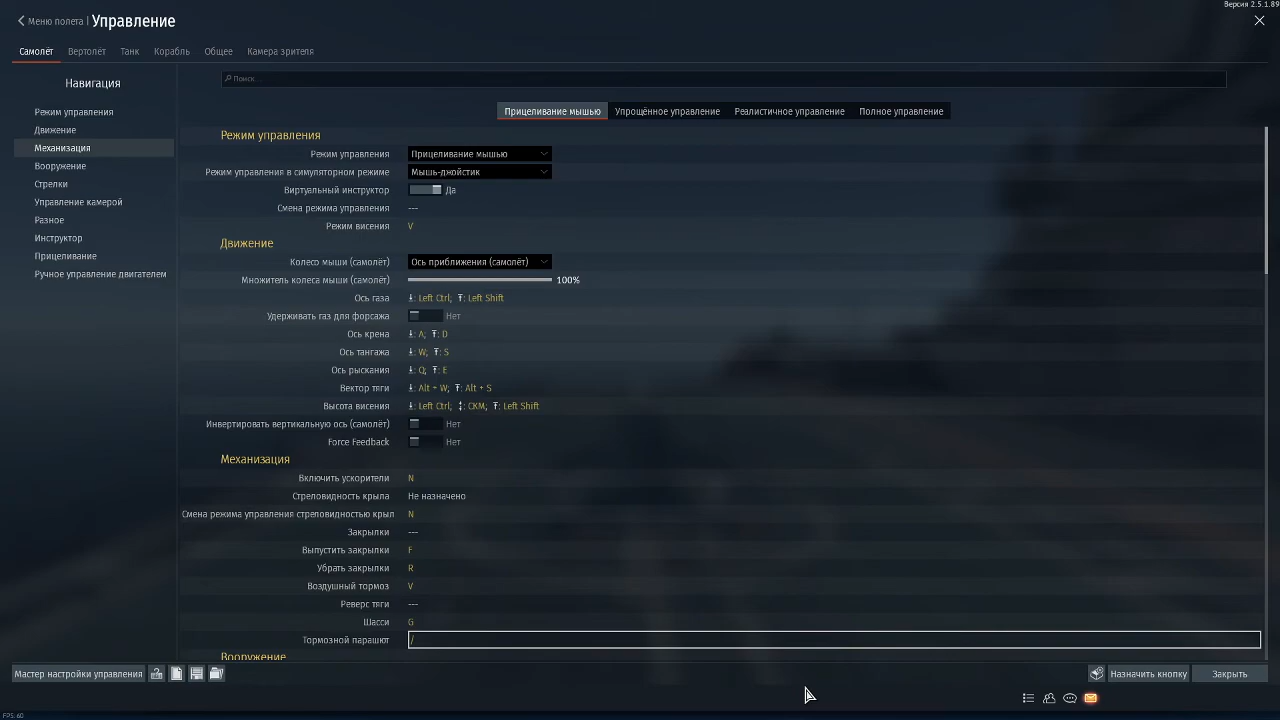 Версия 2.5.1.89
Меню полета | Управление
Самолёт Вертолёт Танк Корабль Общее Камера зрителя
Навигация
Режим управления
Движение
Механизация
Вооружение
Стрелки
Управление камерой
Разное
Инструктор
Прицеливание
Ручное управление двигателем
Поиск...
Прицеливание мышью Упрощённое управление Реалистичное управление Полное управление
Режим управления
Режим управления Прицеливание мышью
Режим управления в симуляторном режиме Мышь-джойстик
Виртуальный инструктор Да
Смена режима управления ---
Режим висения V
Движение
Колесо мыши (самолёт) Ось приближения (самолёт)
Множитель колеса мыши (самолёт) 100%
Ось газа ⤓: Left Ctrl; ⤒: Left Shift
Удерживать газ для форсажа Нет
Ось крена ⤓: A; ⤒: D
Ось тангажа ⤓: W; ⤒: S
Ось рыскания ⤓: Q; ⤒: E
Вектор тяги ⤓: Alt + W; ⤒: Alt + S
Высота висения ⤓: Left Ctrl; ↕: СКМ; ⤒: Left Shift
Инвертировать вертикальную ось (самолёт) Нет
Force Feedback Нет
Механизация
Включить ускорители N
Стреловидность крыла Не назначено
Смена режима управления стреловидностью крыл N
Закрылки ---
Выпустить закрылки F
Убрать закрылки R
Воздушный тормоз V
Реверс тяги ---
Шасси G
Тормозной парашют /
Вооружение
Мастер настройки управления Назначить кнопку Закрыть
FPS: 60